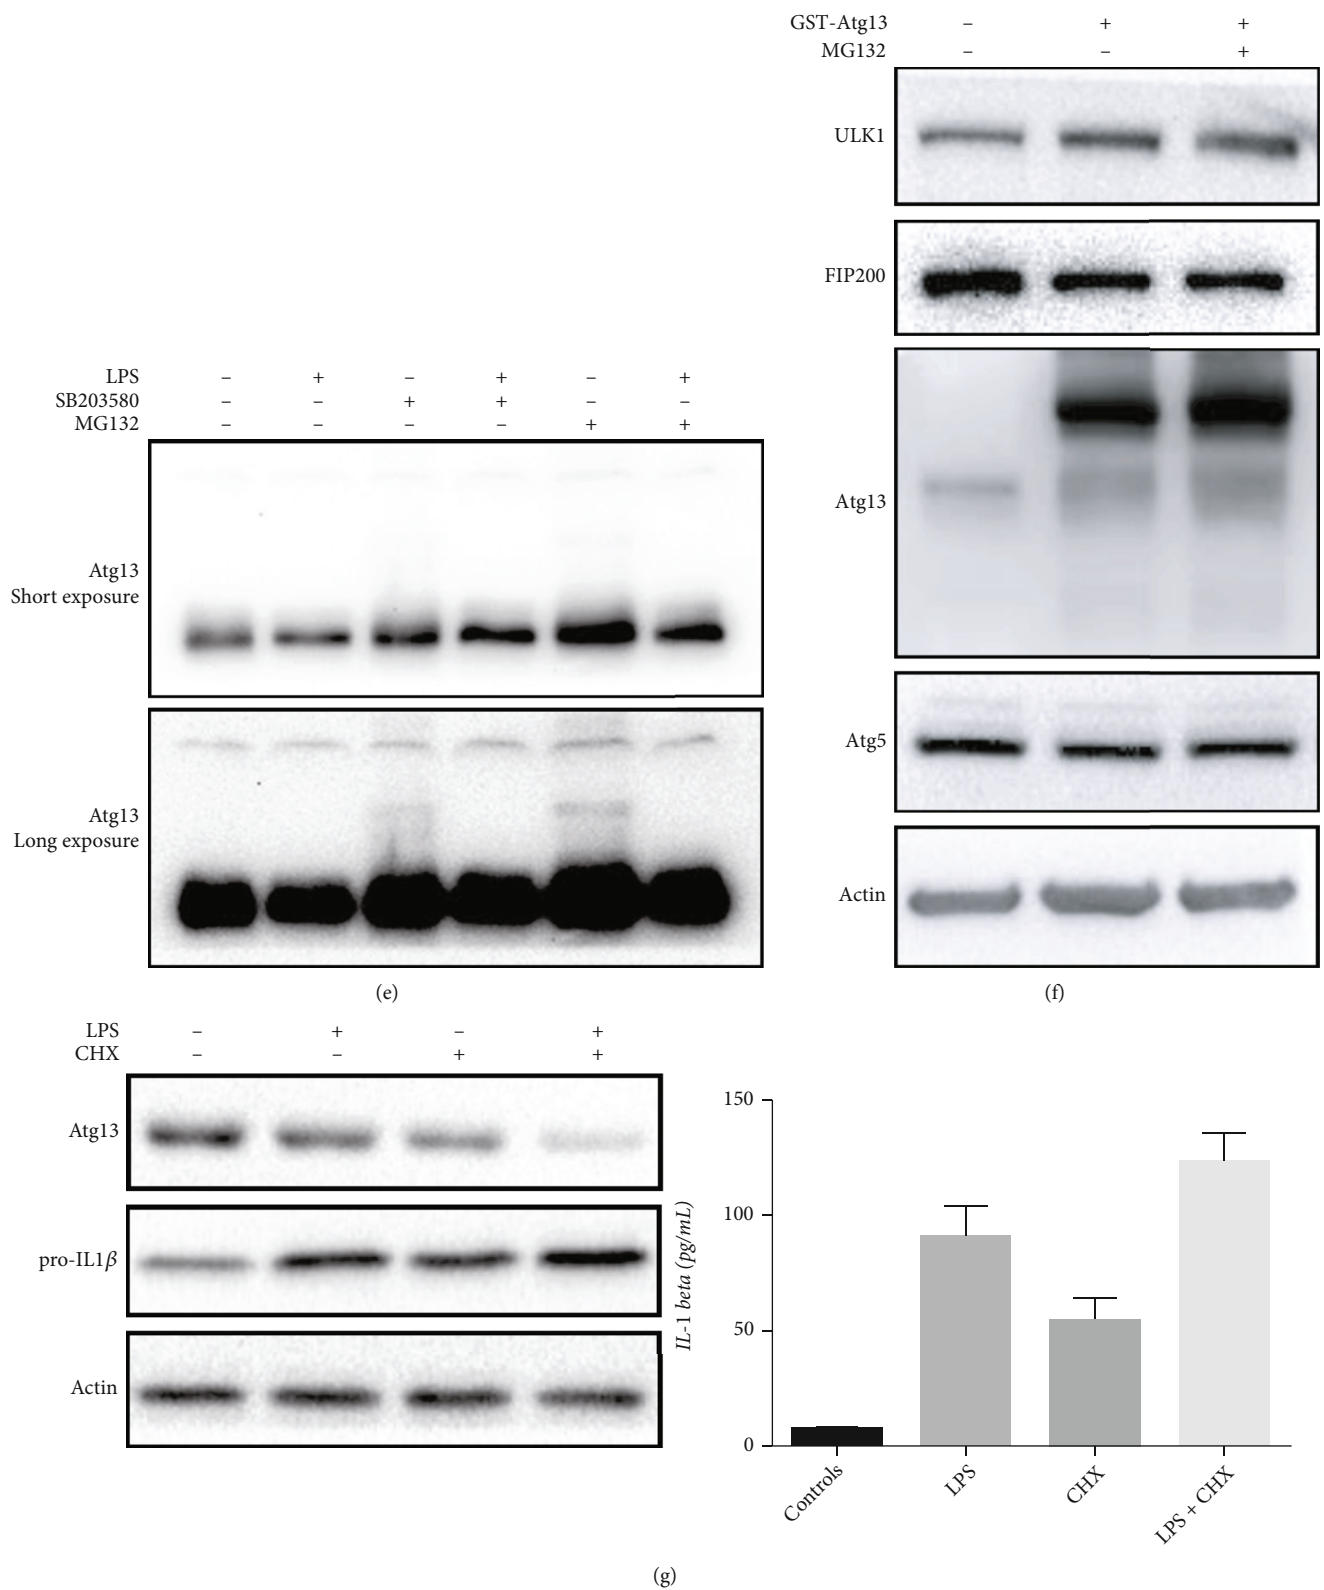 GST-Atg13 – + +
MG132 – – +
ULK1
FIP200
Atg13
Atg5
Actin
(f)
LPS – + – + – +
SB203580 – – + + – –
MG132 – – – – + +
Atg13
Short exposure
Atg13
Long exposure
(e)
LPS – + – +
CHX – – + +
Atg13
pro-IL1β
Actin
IL-1 beta (pg/mL)
150
100
50
0
Controls
LPS
CHX
LPS + CHX
(g)